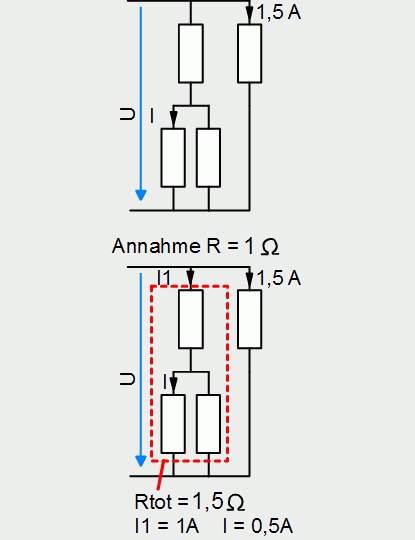 1,5 A
U
I
Annahme R = 1 Ω
I1
1,5 A
U
I
Rtot = 1,5 Ω
I1 = 1A I = 0,5A